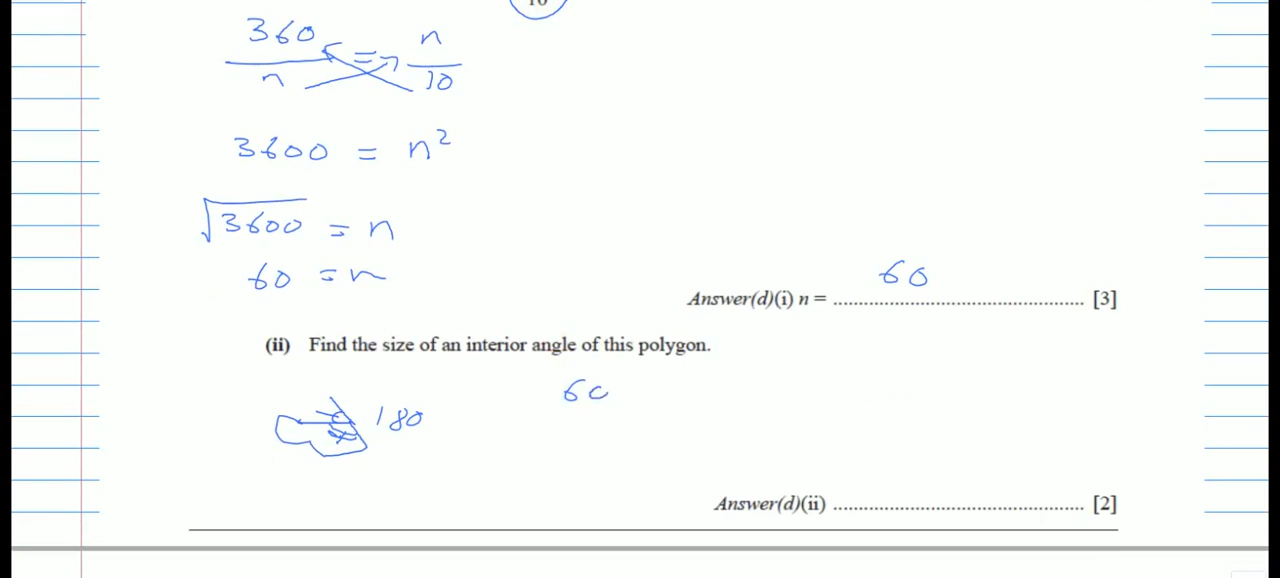 10
360 / n = n / 10
3600 = n²
√3600 = n
60 = n
60
Answer(d)(i) n = ................................................ [3]
(ii) Find the size of an interior angle of this polygon.
60
180
Answer(d)(ii) ................................................ [2]